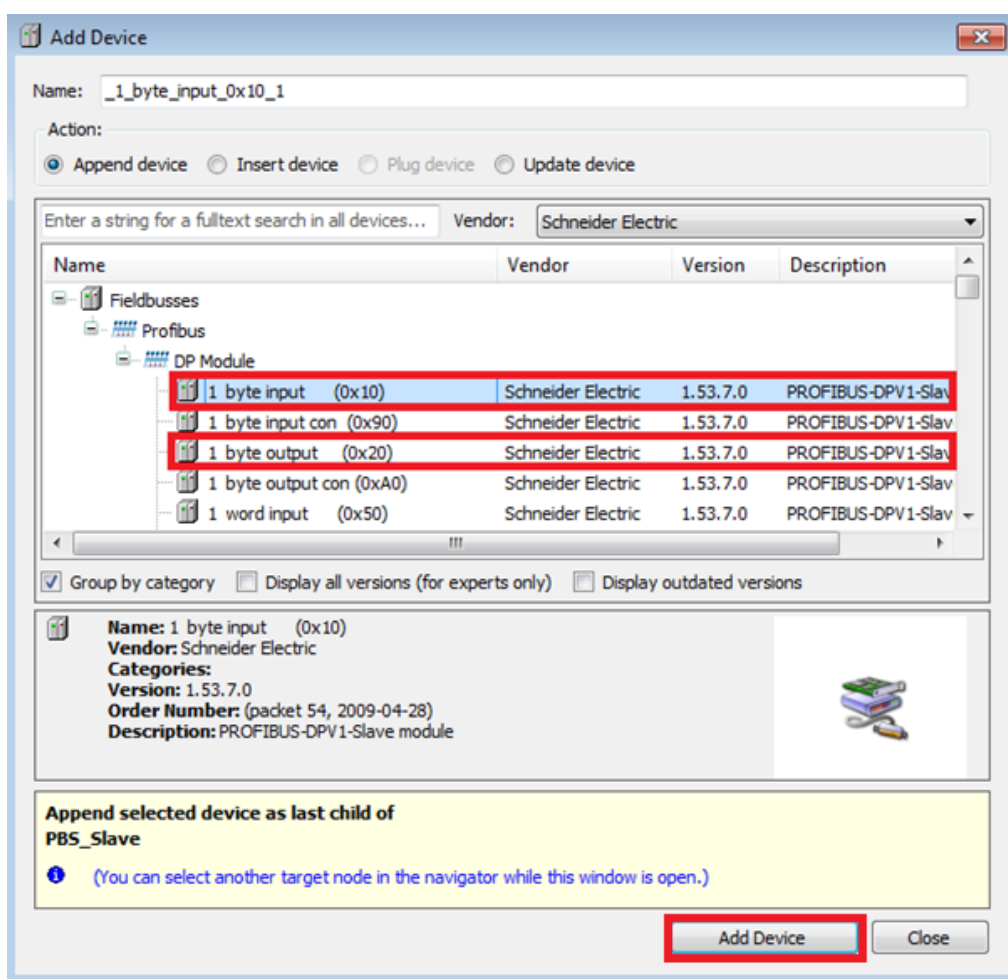 Add Device
Name: _1_byte_input_0x10_1
Action:
Append device Insert device Plug device Update device
Enter a string for a fulltext search in all devices... Vendor: Schneider Electric
Name Vendor Version Description
Fieldbusses
Profibus
DP Module
1 byte input (0x10) Schneider Electric 1.53.7.0 PROFIBUS-DPV1-Slav
1 byte input con (0x90) Schneider Electric 1.53.7.0 PROFIBUS-DPV1-Slav
1 byte output (0x20) Schneider Electric 1.53.7.0 PROFIBUS-DPV1-Slav
1 byte output con (0xA0) Schneider Electric 1.53.7.0 PROFIBUS-DPV1-Slav
1 word input (0x50) Schneider Electric 1.53.7.0 PROFIBUS-DPV1-Slav
Group by category Display all versions (for experts only) Display outdated versions
Name: 1 byte input (0x10)
Vendor: Schneider Electric
Categories:
Version: 1.53.7.0
Order Number: (packet 54, 2009-04-28)
Description: PROFIBUS-DPV1-Slave module
Append selected device as last child of
PBS_Slave
(You can select another target node in the navigator while this window is open.)
Add Device Close